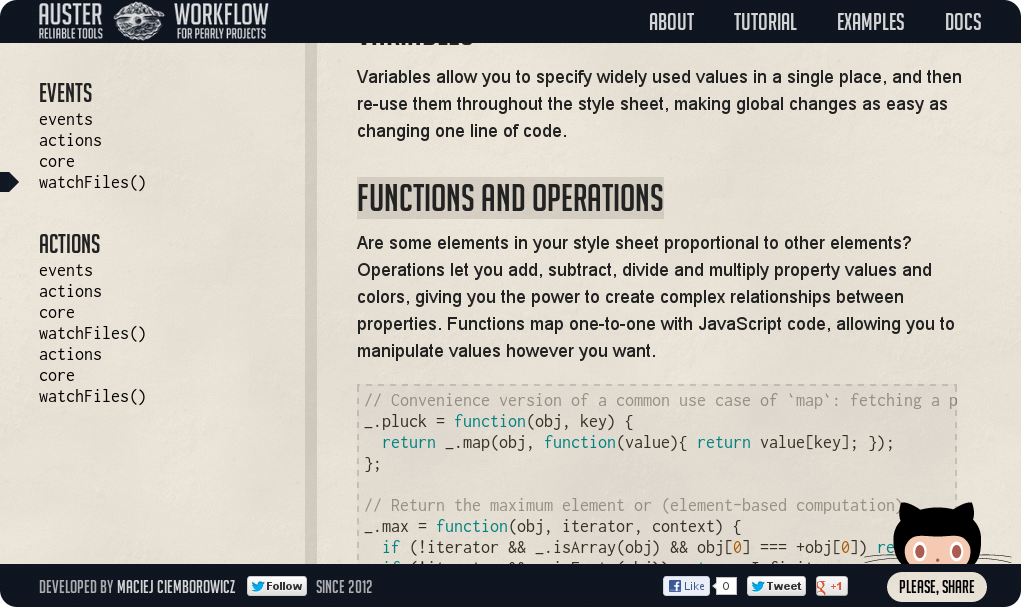 AUSTER WORKFLOW
RELIABLE TOOLS FOR PEARLY PROJECTS
ABOUT TUTORIAL EXAMPLES DOCS
EVENTS
events
actions
core
watchFiles()
ACTIONS
events
actions
core
watchFiles()
actions
core
watchFiles()
VARIABLES
Variables allow you to specify widely used values in a single place, and then
re-use them throughout the style sheet, making global changes as easy as
changing one line of code.
FUNCTIONS AND OPERATIONS
Are some elements in your style sheet proportional to other elements?
Operations let you add, subtract, divide and multiply property values and
colors, giving you the power to create complex relationships between
properties. Functions map one-to-one with JavaScript code, allowing you to
manipulate values however you want.
// Convenience version of a common use case of `map`: fetching a p
_.pluck = function(obj, key) {
return _.map(obj, function(value){ return value[key]; });
};
// Return the maximum element or (element-based computation)
_.max = function(obj, iterator, context) {
if (!iterator && _.isArray(obj) && obj[0] === +obj[0]) re
DEVELOPED BY MACIEJ CIEMBOROWICZ Follow SINCE 2012
Like 0 Tweet g +1 PLEASE, SHARE